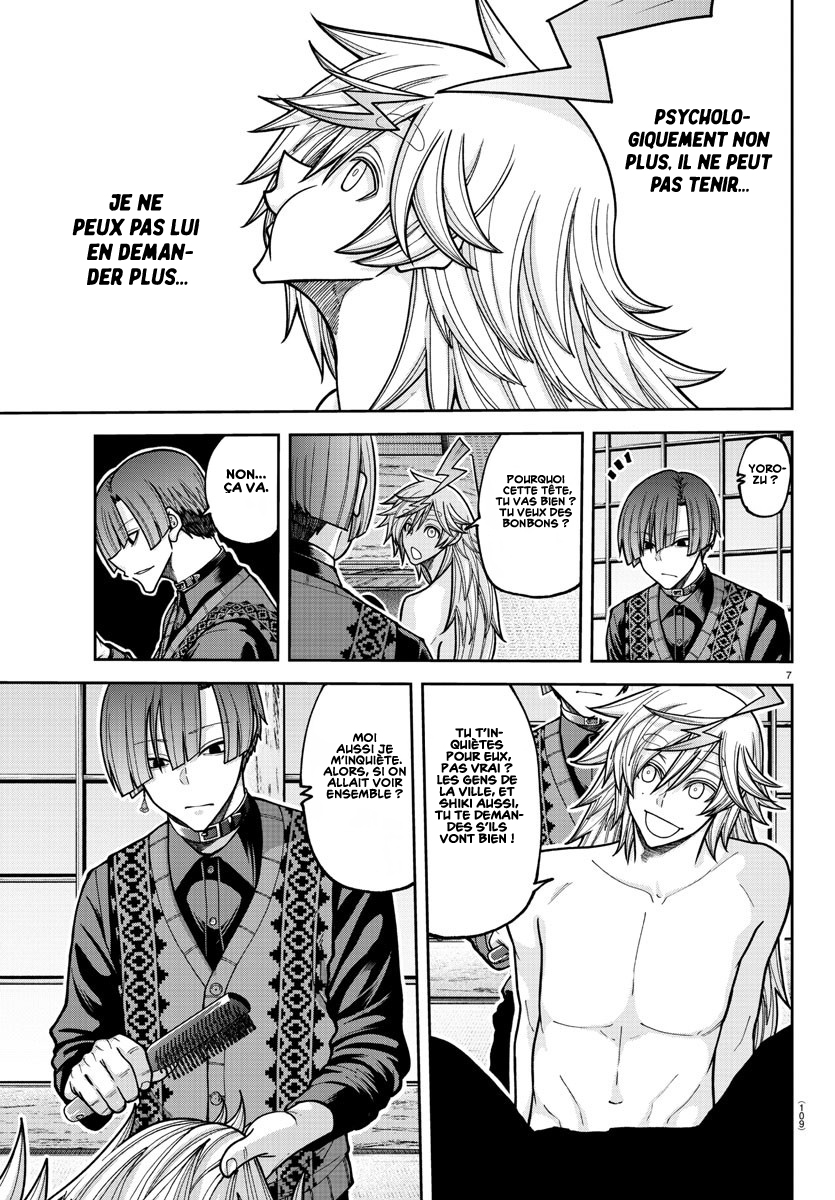 PSYCHOLO-
GIQUEMENT NON
PLUS, IL NE PEUT
PAS TENIR...
JE NE
PEUX PAS LUI
EN DEMAN-
DER PLUS...
YORO-
ZU ?
POURQUOI
CETTE TÊTE,
TU VAS BIEN ?
TU VEUX DES
BONBONS ?
NON...
ÇA VA.
7
TU T'IN-
QUIÈTES
POUR EUX,
PAS VRAI ?
LES GENS DE
LA VILLE, ET
SHIKI AUSSI,
TU TE DEMAN-
DES S'ILS
VONT BIEN !
MOI
AUSSI JE
M'INQUIÈTE.
ALORS, SI ON
ALLAIT VOIR
ENSEMBLE ?
(109)